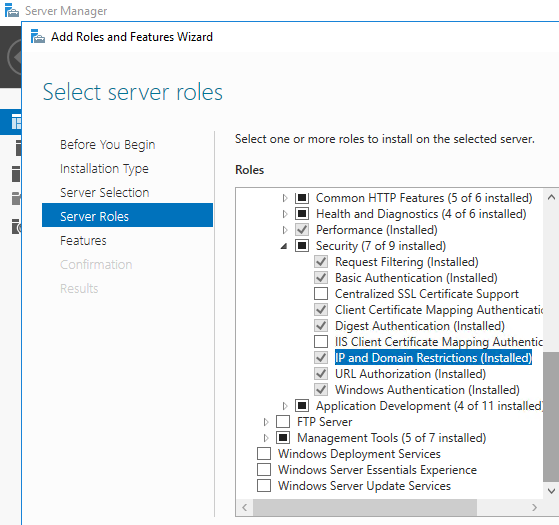 Server Manager
Add Roles and Features Wizard
Select server roles
Before You Begin
Installation Type
Server Selection
Server Roles
Features
Confirmation
Results
Select one or more roles to install on the selected server.
Roles
Common HTTP Features (5 of 6 installed)
Health and Diagnostics (4 of 6 installed)
Performance (Installed)
Security (7 of 9 installed)
Request Filtering (Installed)
Basic Authentication (Installed)
Centralized SSL Certificate Support
Client Certificate Mapping Authentic
Digest Authentication (Installed)
IIS Client Certificate Mapping Authentic
IP and Domain Restrictions (Installed)
URL Authorization (Installed)
Windows Authentication (Installed)
Application Development (4 of 11 installed)
FTP Server
Management Tools (5 of 7 installed)
Windows Deployment Services
Windows Server Essentials Experience
Windows Server Update Services